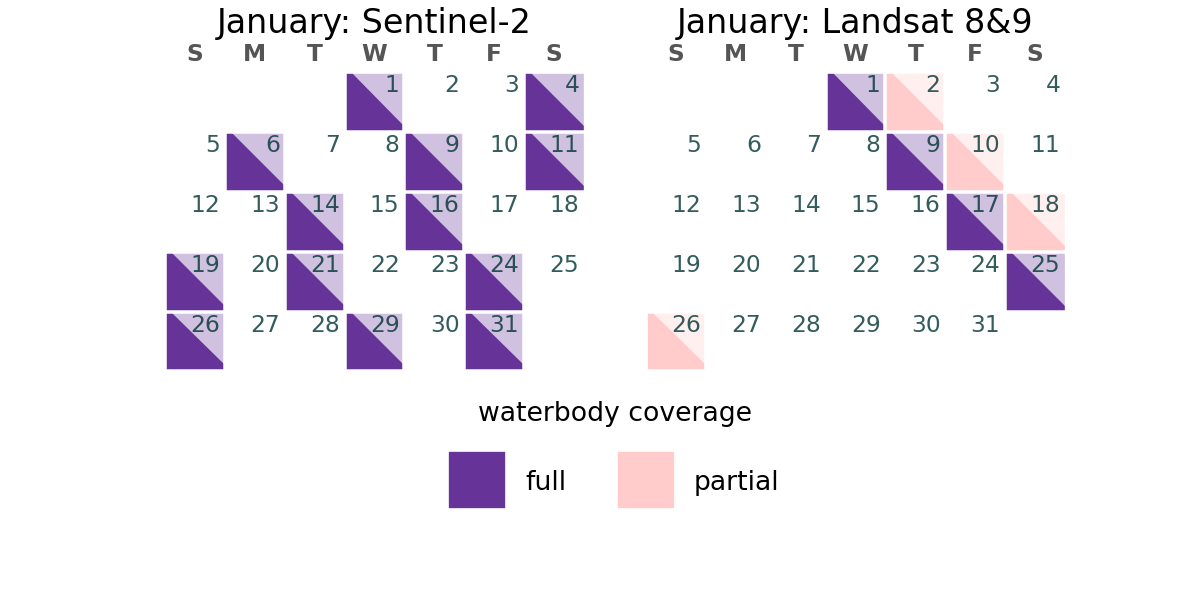 January: Sentinel-2
S M T W T F S
1 2 3 4
5 6 7 8 9 10 11
12 13 14 15 16 17 18
19 20 21 22 23 24 25
26 27 28 29 30 31
January: Landsat 8&9
S M T W T F S
1 2 3 4
5 6 7 8 9 10 11
12 13 14 15 16 17 18
19 20 21 22 23 24 25
26 27 28 29 30 31
waterbody coverage
full partial